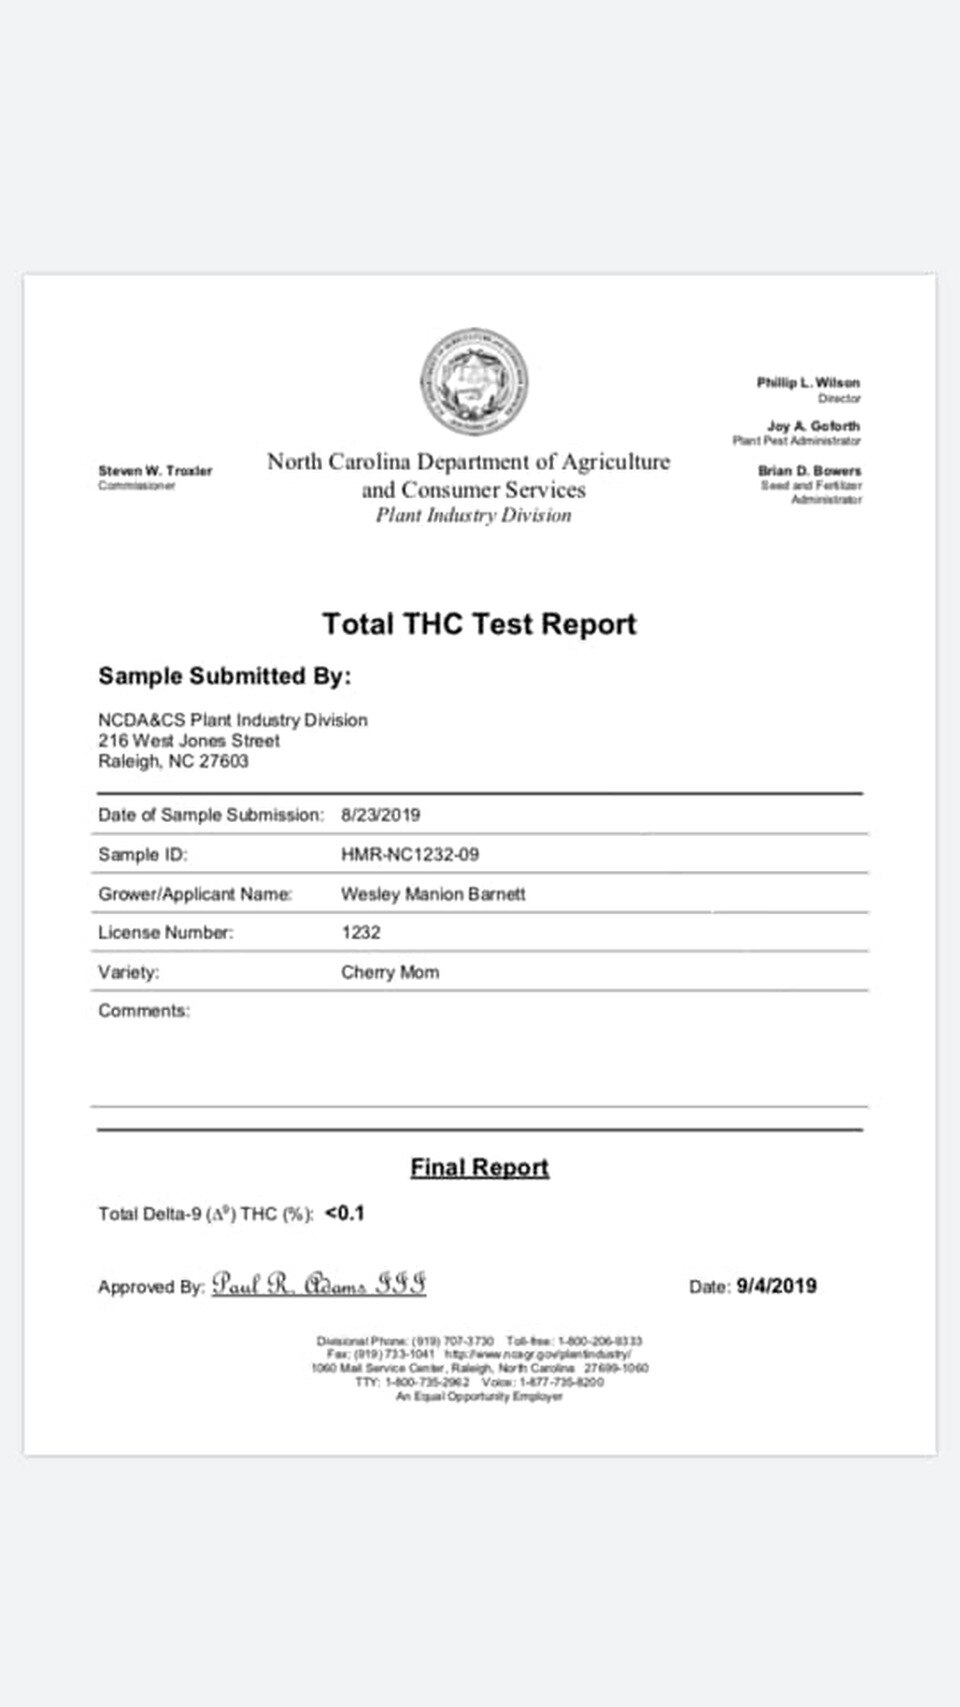 Phillip L. Wilson
Director
Joy A. Goforth
Plant Pest Administrator
Steven W. Troxler
Commissioner
North Carolina Department of Agriculture
and Consumer Services
Plant Industry Division
Brian D. Bowers
Seed and Fertilizer
Administrator
Total THC Test Report
Sample Submitted By:
NCDA&CS Plant Industry Division
216 West Jones Street
Raleigh, NC 27603
Date of Sample Submission: 8/23/2019
Sample ID: HMR-NC1232-09
Grower/Applicant Name: Wesley Manion Barnett
License Number: 1232
Variety: Cherry Mom
Comments:
Final Report
Total Delta-9 (Δ⁹) THC (%): <0.1
Approved By: Paul R. Adams III Date: 9/4/2019
Divisional Phone: (919) 707-3730 Toll-free: 1-800-206-9333
Fax: (919) 733-1041 http://www.ncagr.gov/plantindustry/
1060 Mail Service Center, Raleigh, North Carolina 27699-1060
TTY: 1-800-735-2962 Voice: 1-877-735-8200
An Equal Opportunity Employer